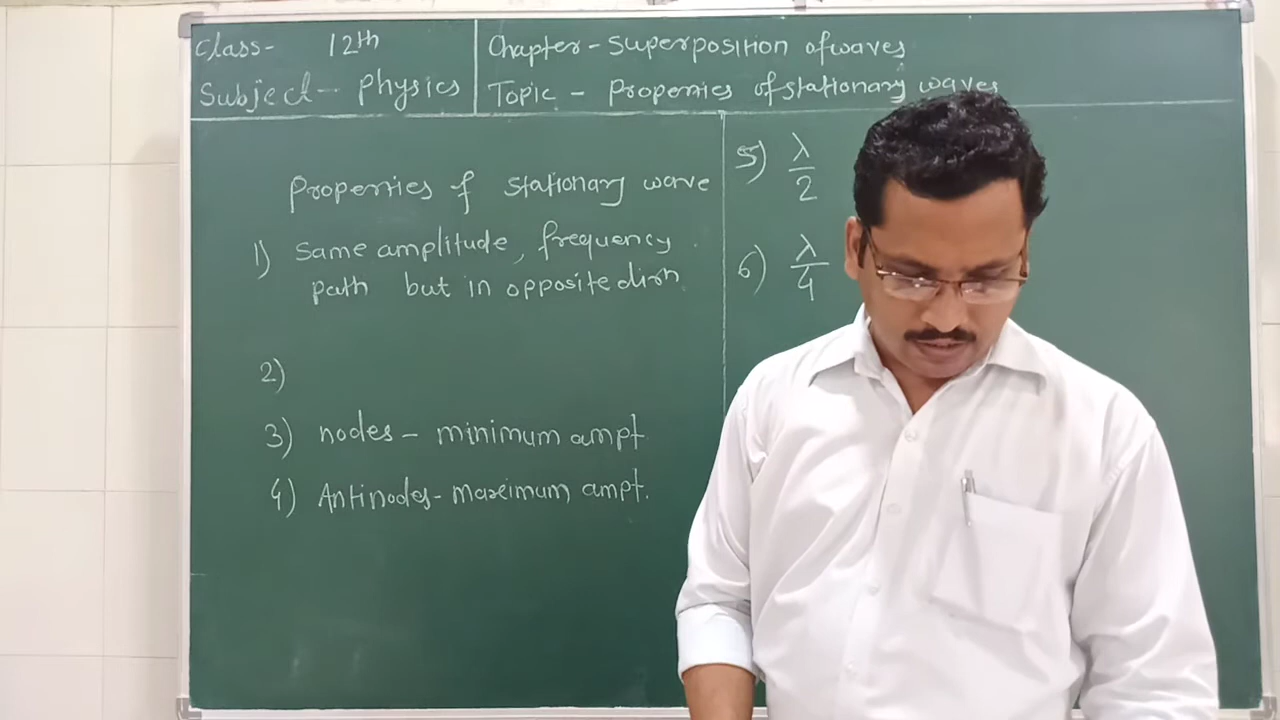 Class- 12th
Subject- Physics
Chapter - Superposition of waves
Topic - Properties of stationary waves
Properties of stationary wave
1) Same amplitude, frequency.
path but in opposite dirn.
2)
3) nodes - minimum ampt
4) Antinodes - maximum ampt.
5) λ/2
6) λ/4